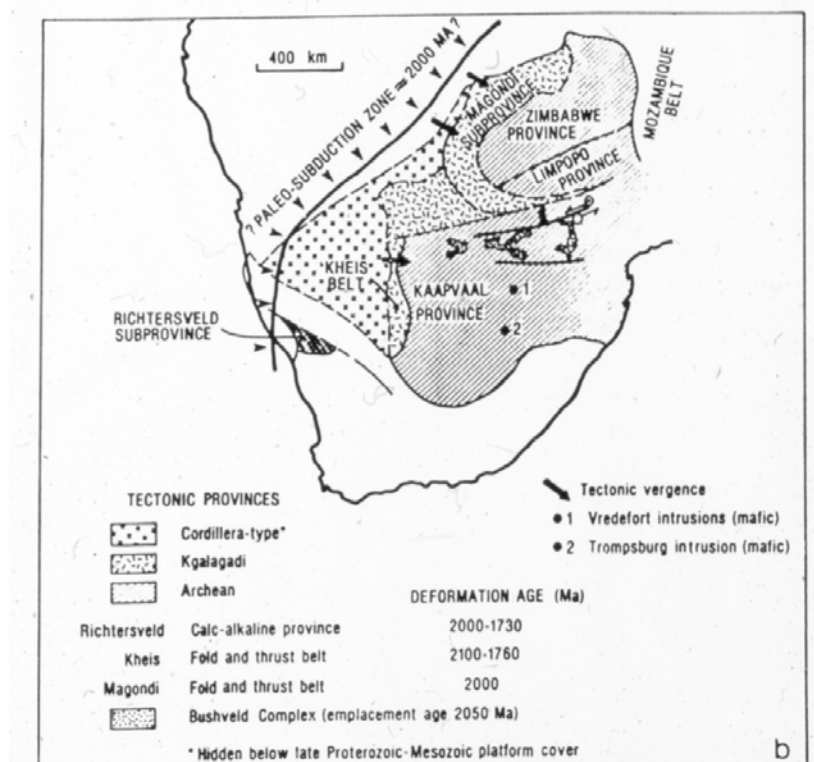 400 km
? PALEO-SUBDUCTION ZONE ≈ 2000 MA ?
MAGONDI
SUBPROVINCE
ZIMBABWE
PROVINCE
MOZAMBIQUE
BELT
LIMPOPO
PROVINCE
KHEIS
BELT
KAAPVAAL
PROVINCE
1
2
RICHTERSVELD
SUBPROVINCE
TECTONIC PROVINCES
Cordillera-type*
Kgalagadi
Archean
Tectonic vergence
1 Vredefort intrusions (mafic)
2 Trompsburg intrusion (mafic)
DEFORMATION AGE (Ma)
Richtersveld Calc-alkaline province 2000-1730
Kheis Fold and thrust belt 2100-1760
Magondi Fold and thrust belt 2000
Bushveld Complex (emplacement age 2050 Ma)
* Hidden below late Proterozoic-Mesozoic platform cover
b